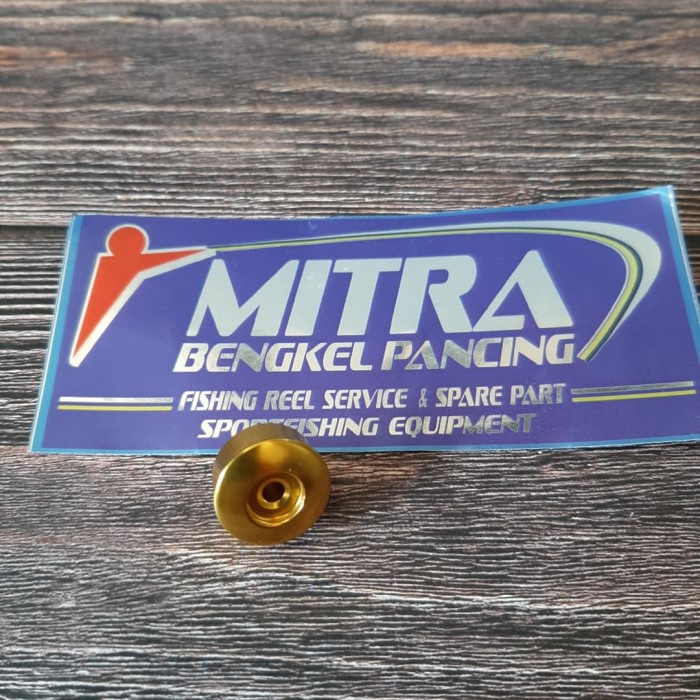 MITRA
BENGKEL PANCING
FISHING REEL SERVICE & SPARE PART
SPORTFISHING EQUIPMENT